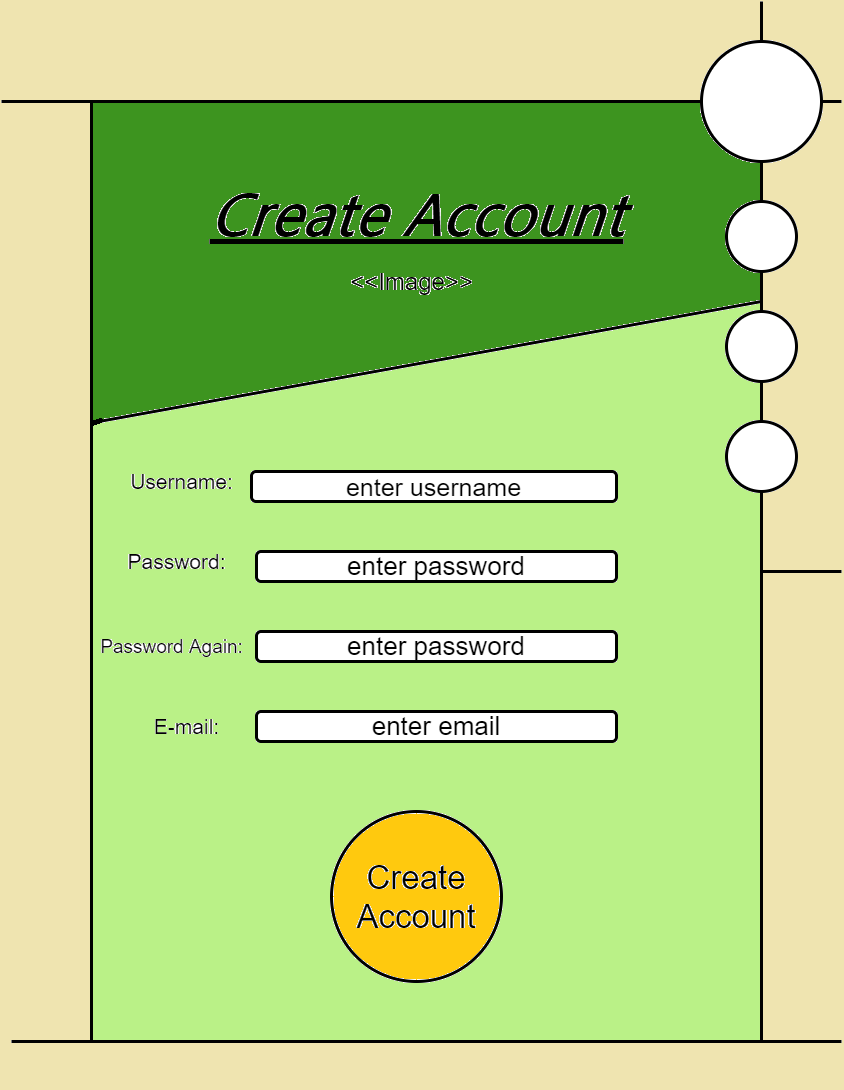 Create Account
<<Image>>
Username: enter username
Password: enter password
Password Again: enter password
E-mail: enter email
Create
Account